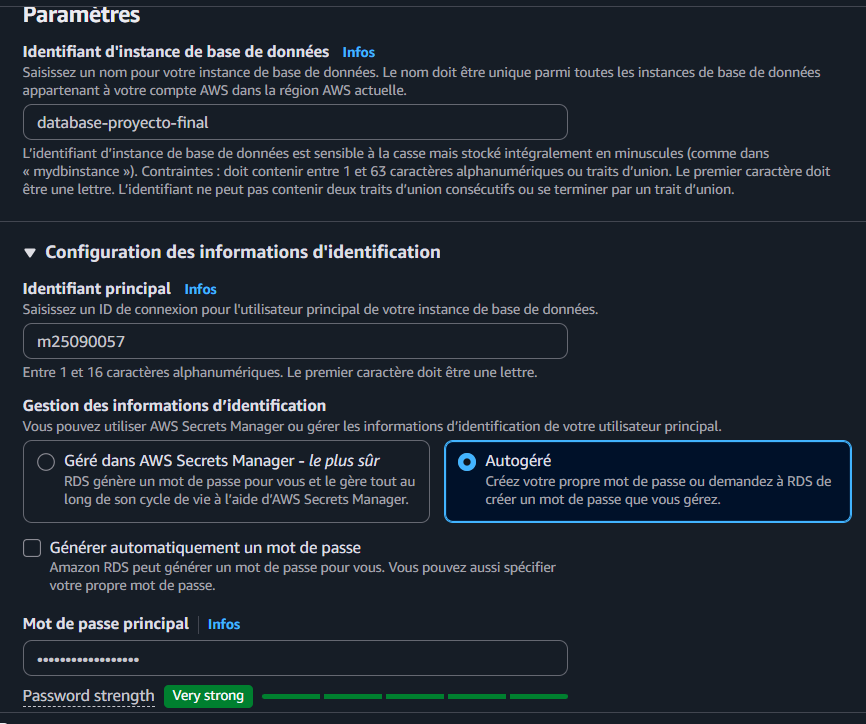 Paramètres
Identifiant d'instance de base de données Infos
Saisissez un nom pour votre instance de base de données. Le nom doit être unique parmi toutes les instances de base de données
appartenant à votre compte AWS dans la région AWS actuelle.
database-proyecto-final
L’identifiant d’instance de base de données est sensible à la casse mais stocké intégralement en minuscules (comme dans
« mydbinstance »). Contraintes : doit contenir entre 1 et 63 caractères alphanumériques ou traits d’union. Le premier caractère doit
être une lettre. L’identifiant ne peut pas contenir deux traits d’union consécutifs ou se terminer par un trait d’union.
Configuration des informations d'identification
Identifiant principal Infos
Saisissez un ID de connexion pour l'utilisateur principal de votre instance de base de données.
m25090057
Entre 1 et 16 caractères alphanumériques. Le premier caractère doit être une lettre.
Gestion des informations d’identification
Vous pouvez utiliser AWS Secrets Manager ou gérer les informations d’identification de votre utilisateur principal.
Géré dans AWS Secrets Manager - le plus sûr
RDS génère un mot de passe pour vous et le gère tout au
long de son cycle de vie à l’aide d’AWS Secrets Manager.
Autogéré
Créez votre propre mot de passe ou demandez à RDS de
créer un mot de passe que vous gérez.
Générer automatiquement un mot de passe
Amazon RDS peut générer un mot de passe pour vous. Vous pouvez aussi spécifier
votre propre mot de passe.
Mot de passe principal Infos
••••••••••••••••••
Password strength Very strong